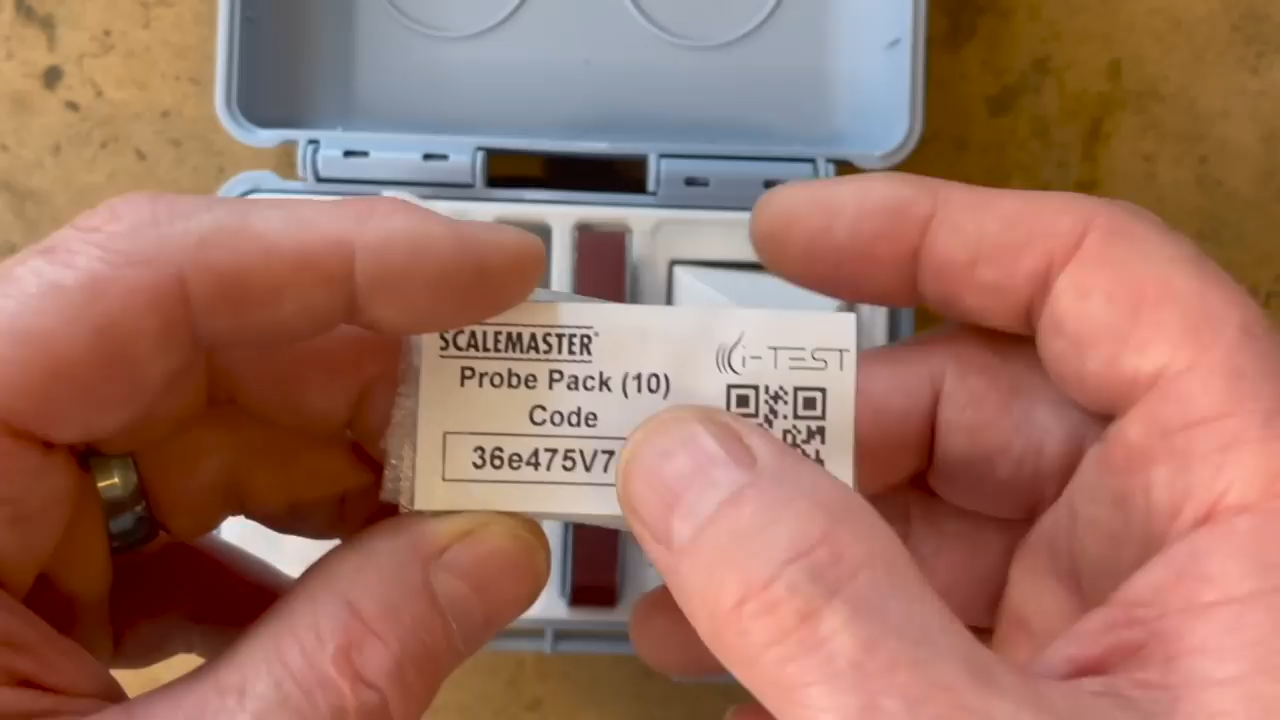 SCALEMASTER
i-TEST
Probe Pack (10)
Code
36e475V7